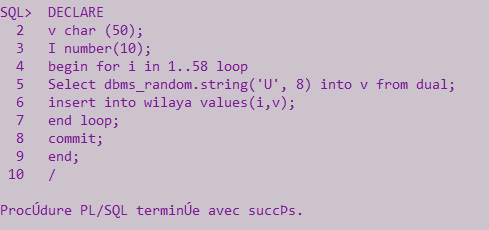 SQL>  DECLARE
  2   v char (50);
  3   I number(10);
  4   begin for i in 1..58 loop
  5   Select dbms_random.string('U', 8) into v from dual;
  6   insert into wilaya values(i,v);
  7   end loop;
  8   commit;
  9   end;
 10   /
ProcÚdure PL/SQL terminÚe avec succÞs.